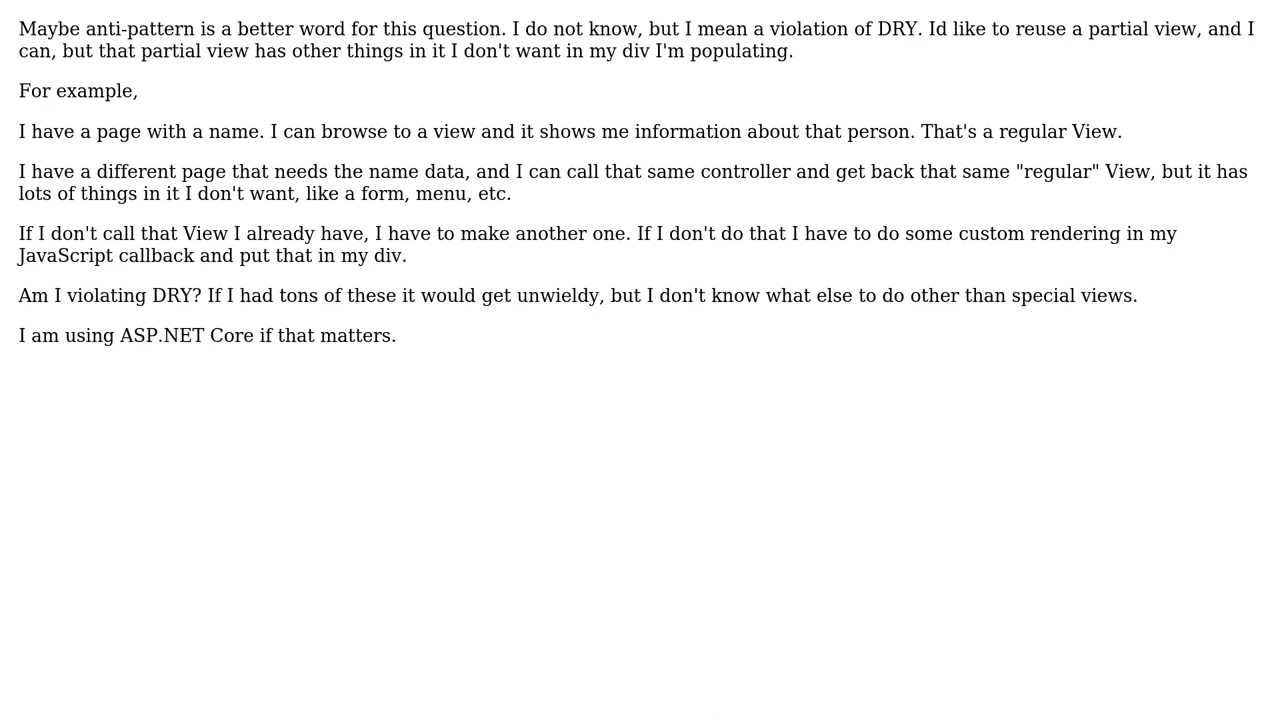 Maybe anti-pattern is a better word for this question. I do not know, but I mean a violation of DRY. Id like to reuse a partial view, and I
can, but that partial view has other things in it I don't want in my div I'm populating.
For example,
I have a page with a name. I can browse to a view and it shows me information about that person. That's a regular View.
I have a different page that needs the name data, and I can call that same controller and get back that same "regular" View, but it has
lots of things in it I don't want, like a form, menu, etc.
If I don't call that View I already have, I have to make another one. If I don't do that I have to do some custom rendering in my
JavaScript callback and put that in my div.
Am I violating DRY? If I had tons of these it would get unwieldy, but I don't know what else to do other than special views.
I am using ASP.NET Core if that matters.